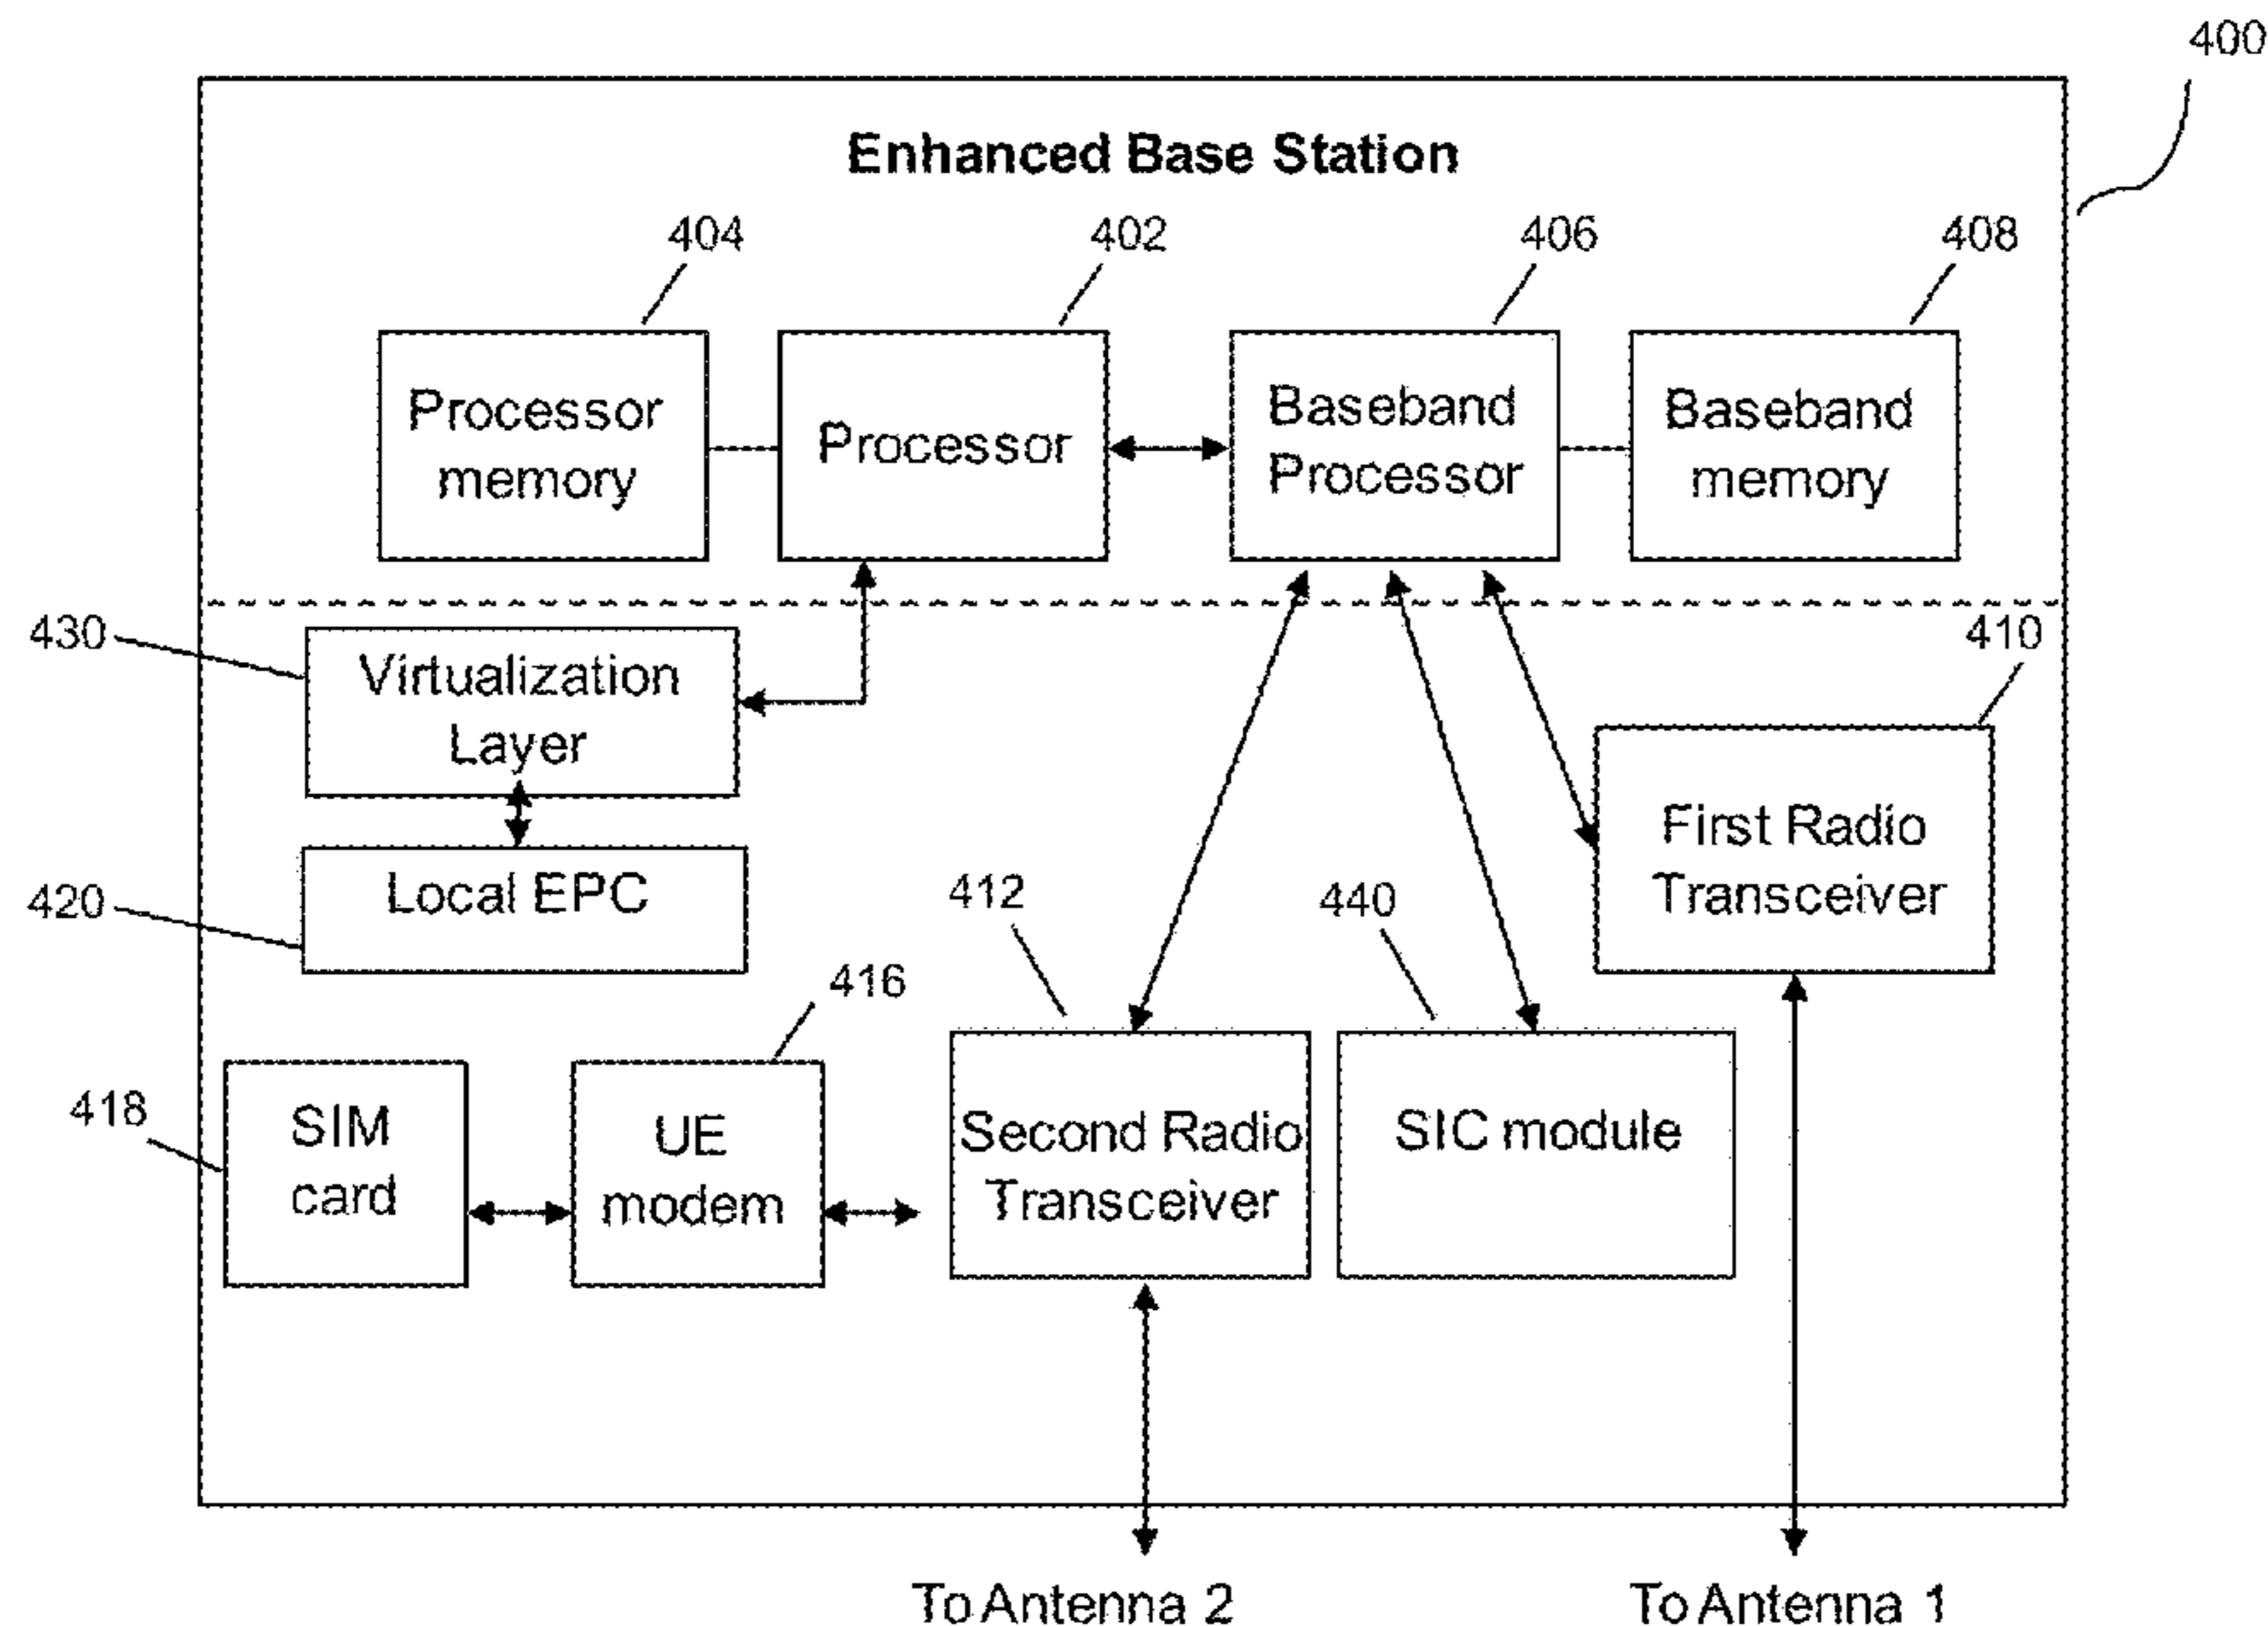 400
Enhanced Base Station
404
402
406
408
Processor
memory
Processor
Baseband
Processor
Baseband
memory
430
Virtualization
Layer
410
First Radio
Transceiver
420
Local EPC
412
440
416
418
SIM
card
UE
modem
Second Radio
Transceiver
SIC module
To Antenna 2
To Antenna 1